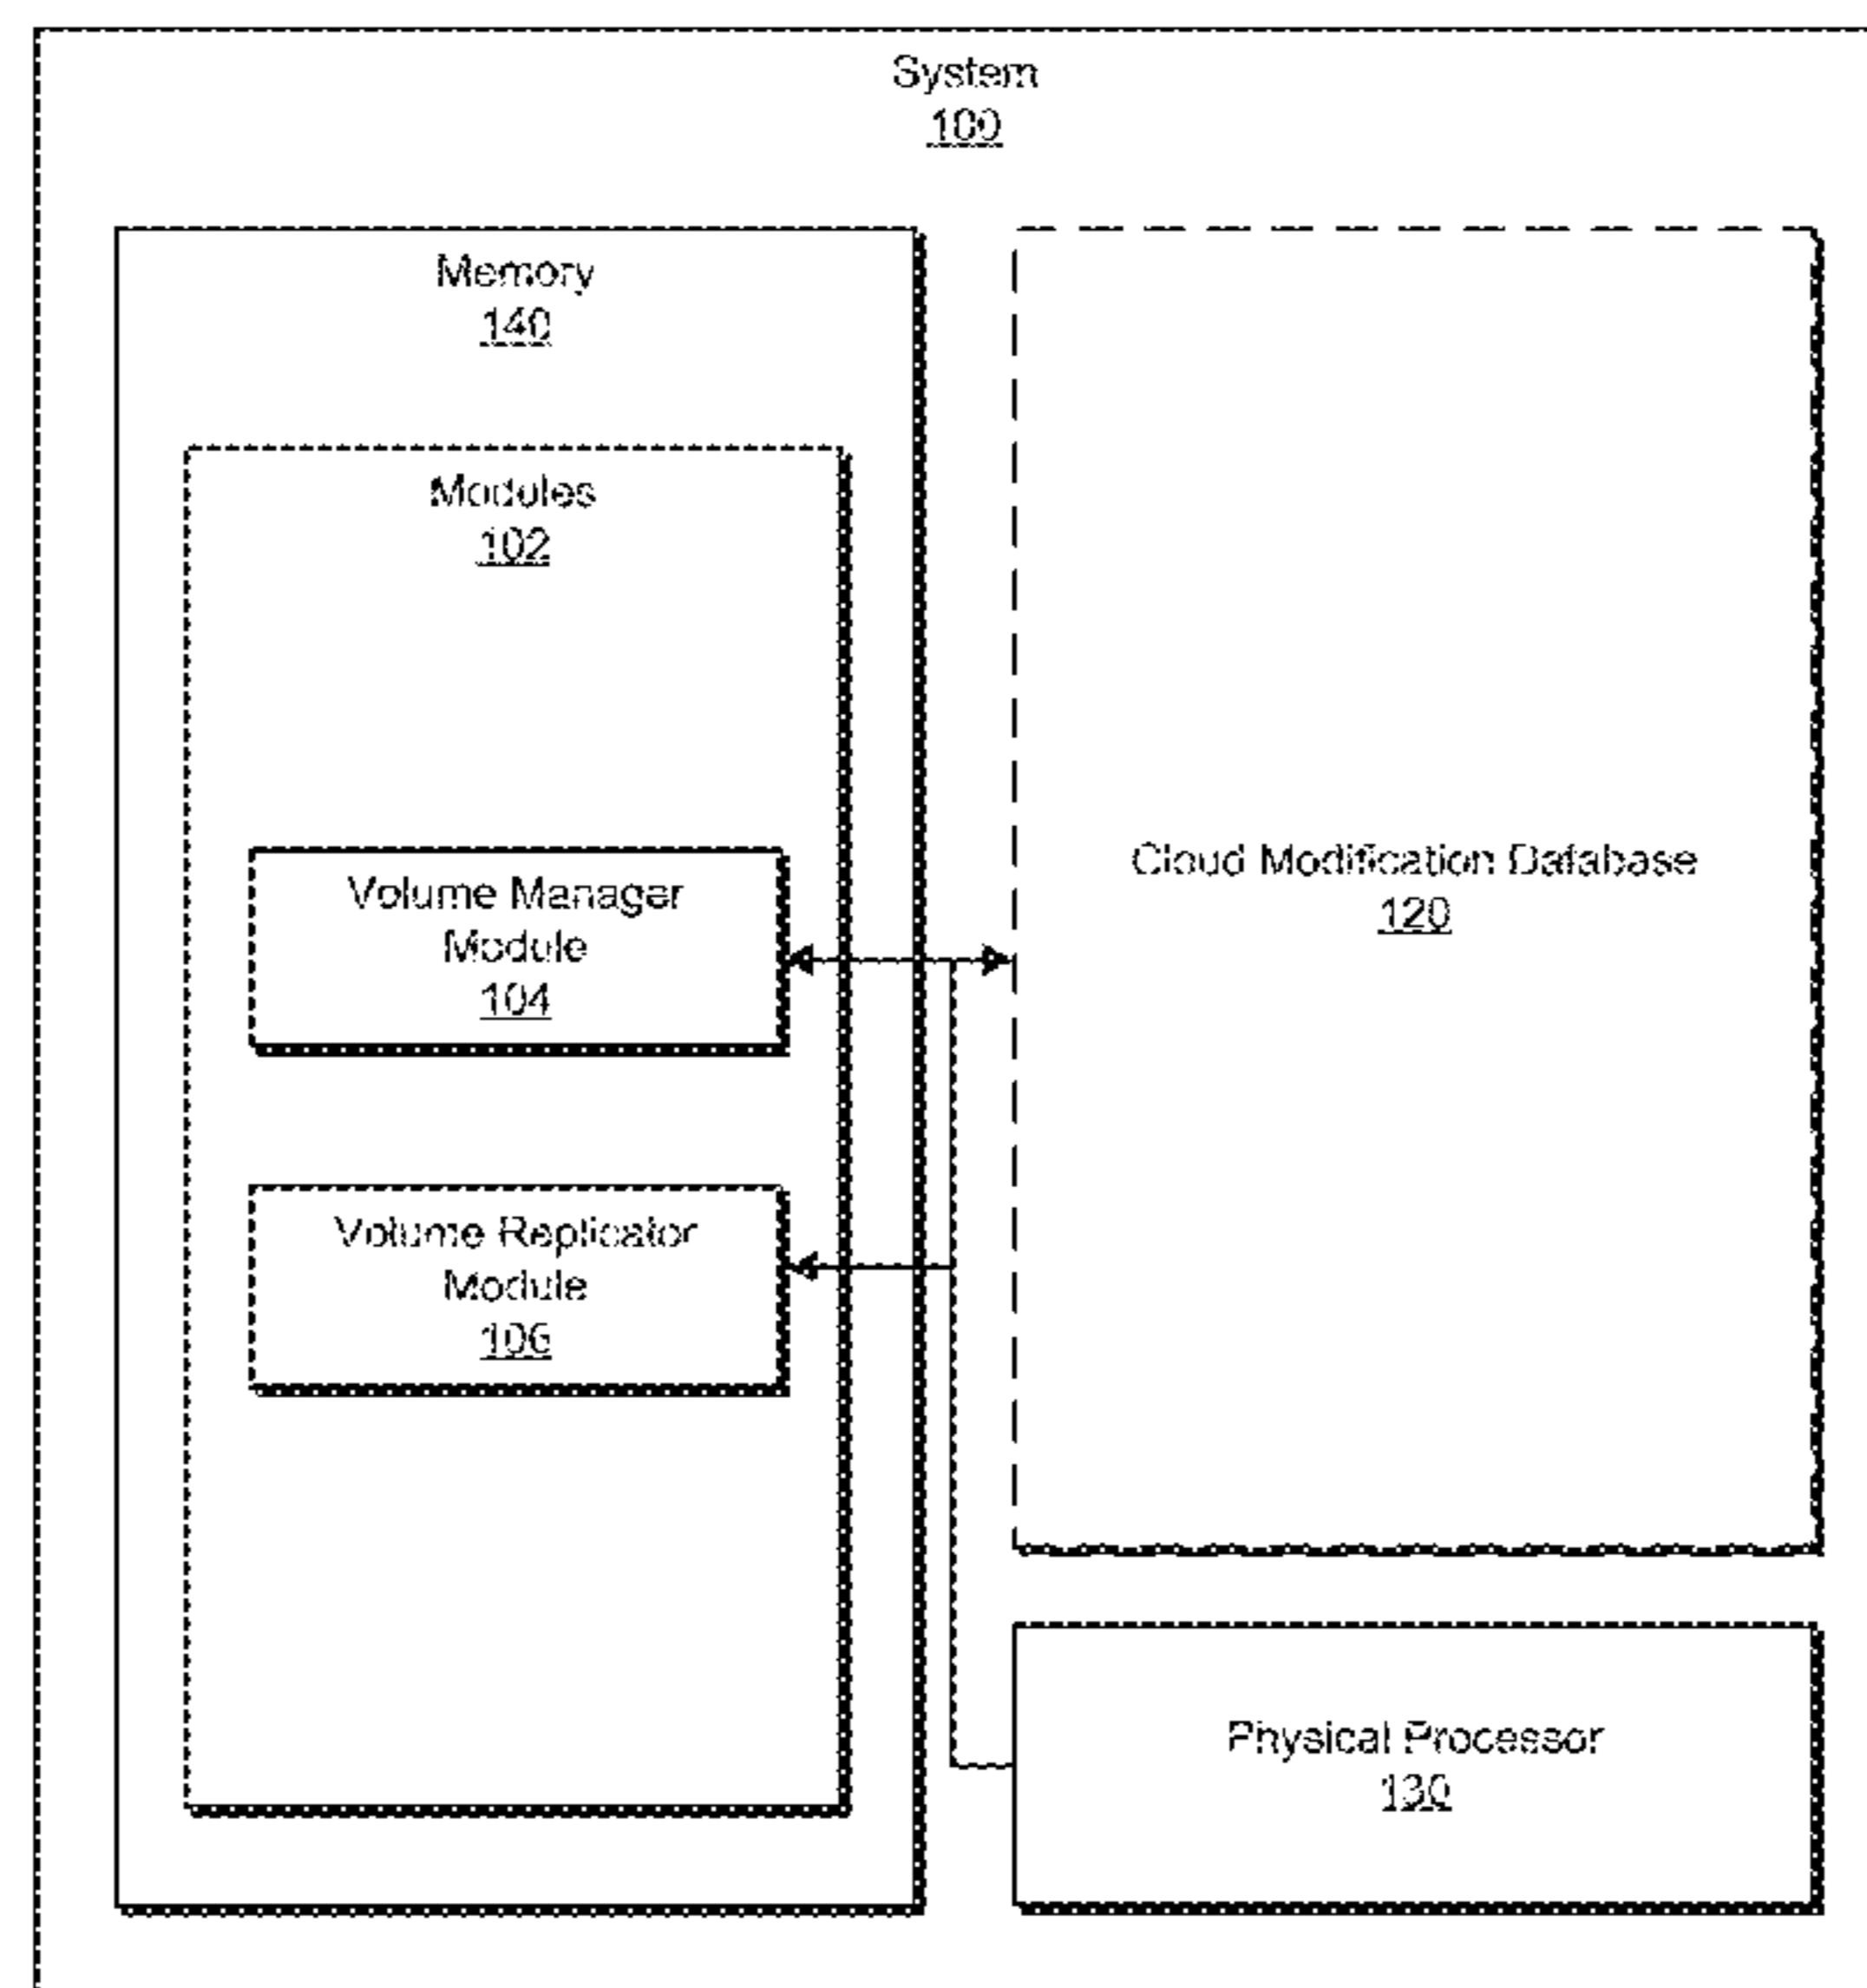 System
100
Memory
140
Modules
102
Volume Manager
Module
104
Volume Replicator
Module
106
Cloud Modification Database
120
Physical Processor
130